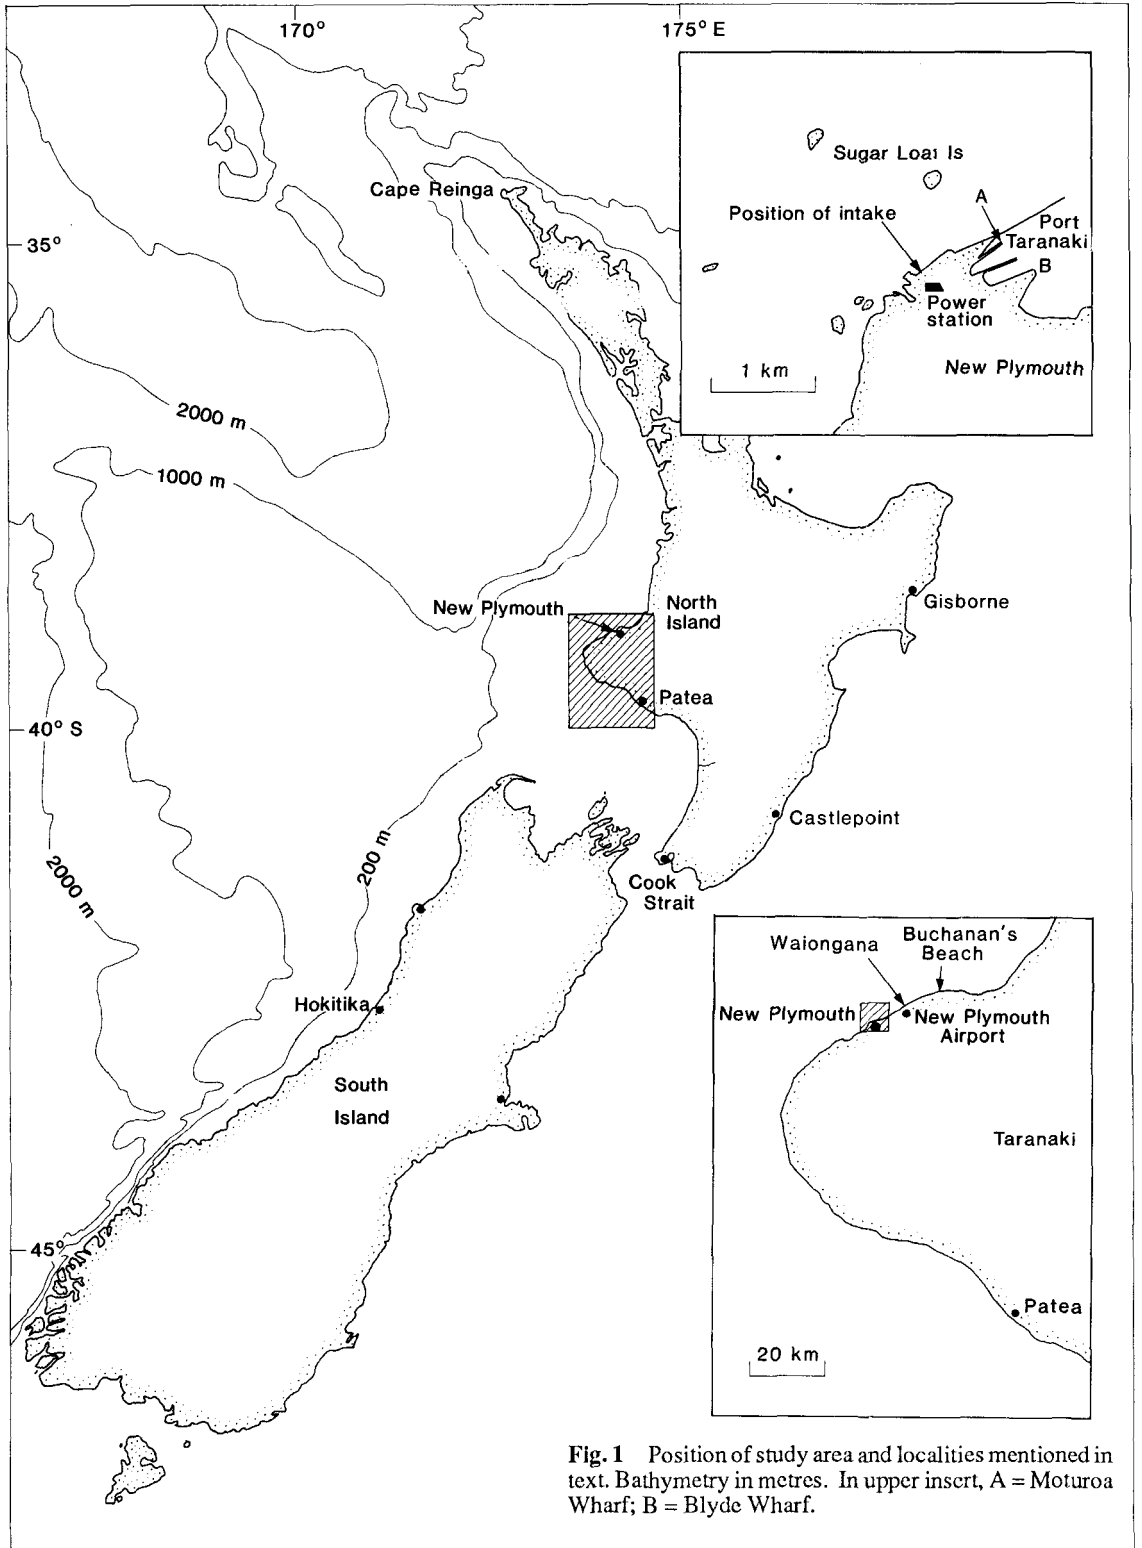 170°
175° E
Cape Reinga
35°
2000 m
1000 m
New Plymouth
North
Island
Gisborne
Patea
40° S
Castlepoint
Cook
Strait
200 m
2000 m
Hokitika
South
Island
45°
Sugar Loaf Is
A
Position of intake
Port
Taranaki
B
Power
station
1 km
New Plymouth
Waiongana
Buchanan's
Beach
New Plymouth
New Plymouth
Airport
Taranaki
Patea
20 km
Fig. 1 Position of study area and localities mentioned in
text. Bathymetry in metres. In upper insert, A = Moturoa
Wharf; B = Blyde Wharf.